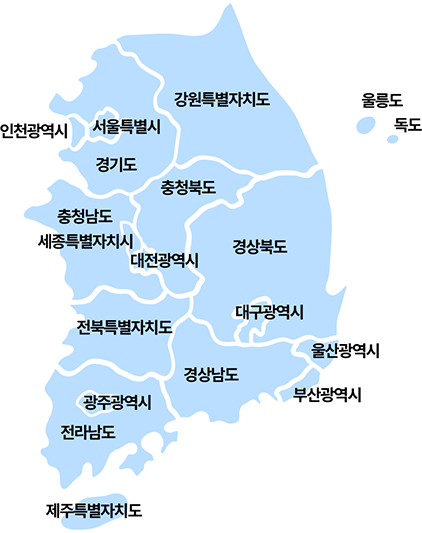 강원특별자치도
울릉도
독도
인천광역시
서울특별시
경기도
충청북도
충청남도
세종특별자치시
경상북도
대전광역시
대구광역시
전북특별자치도
울산광역시
경상남도
부산광역시
광주광역시
전라남도
제주특별자치도